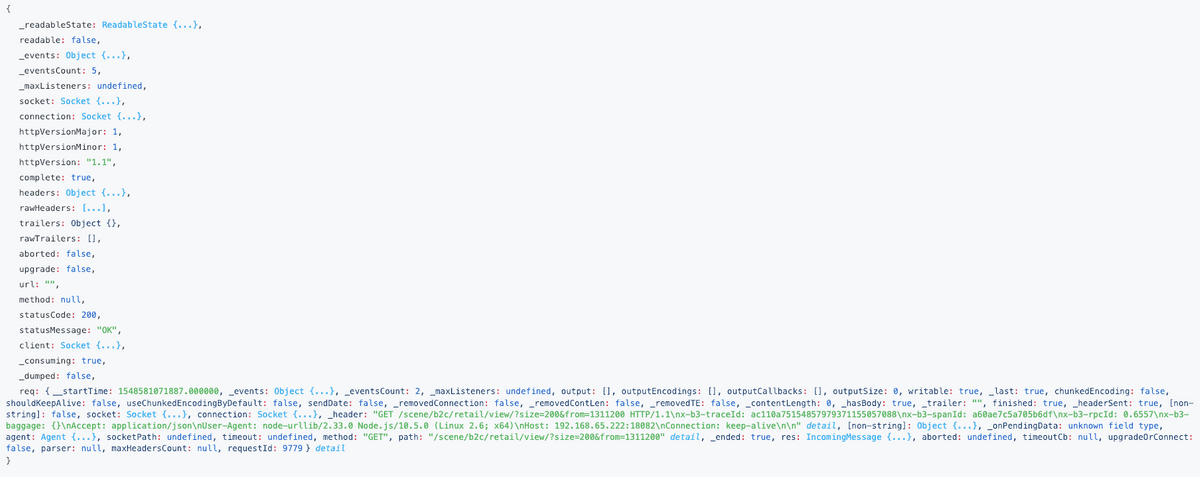 {
_readableState: ReadableState {...},
readable: false,
_events: Object {...},
_eventsCount: 5,
_maxListeners: undefined,
socket: Socket {...},
connection: Socket {...},
httpVersionMajor: 1,
httpVersionMinor: 1,
httpVersion: "1.1",
complete: true,
headers: Object {...},
rawHeaders: [...],
trailers: Object {},
rawTrailers: [],
aborted: false,
upgrade: false,
url: "",
method: null,
statusCode: 200,
statusMessage: "OK",
client: Socket {...},
_consuming: true,
_dumped: false,
req: { __startTime: 1548581071887.000000, _events: Object {...}, _eventsCount: 2, _maxListeners: undefined, output: [], outputEncodings: [], outputCallbacks: [], outputSize: 0, writable: true, _last: true, chunkedEncoding: false,
shouldKeepAlive: false, useChunkedEncodingByDefault: false, sendDate: false, _removedConnection: false, _removedContLen: false, _removedTE: false, _contentLength: 0, _hasBody: true, _trailer: "", finished: true, _headerSent: true, [non-
string]: false, socket: Socket {...}, connection: Socket {...}, _header: "GET /scene/b2c/retail/view/?size=200&from=1311200 HTTP/1.1\nx-b3-traceId: ac110a7515485797937115505​7088\nx-b3-spanId: a60ae7c5a705b6df\nx-b3-rpcId: 0.6557\nx-b3-
baggage: {}\nAccept: application/json\nUser-Agent: node-urllib/2.33.0 Node.js/10.5.0 (Linux 2.6; x64)\nHost: 192.168.65.222:18082\nConnection: keep-alive\n\n" detail, [non-string]: Object {...}, _onPendingData: unknown field type,
agent: Agent {...}, socketPath: undefined, timeout: undefined, method: "GET", path: "/scene/b2c/retail/view/?size=200&from=1311200" detail, _ended: true, res: IncomingMessage {...}, aborted: undefined, timeoutCb: null, upgradeOrConnect:
false, parser: null, maxHeadersCount: null, requestId: 9779 } detail
}